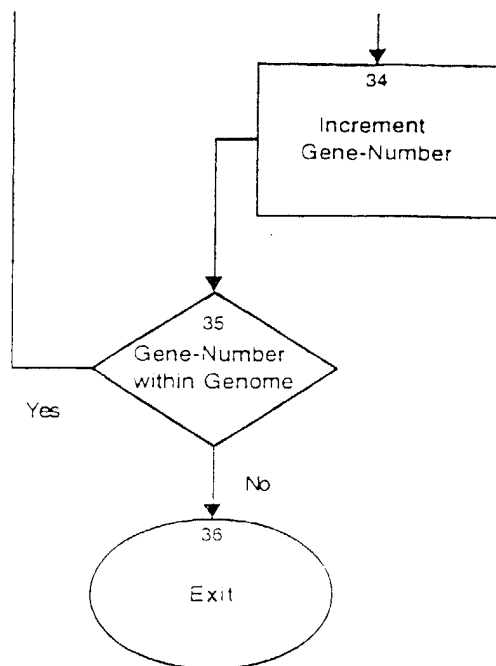 34
Increment
Gene-Number
35
Gene-Number
within Genome
Yes
No
36
Exit